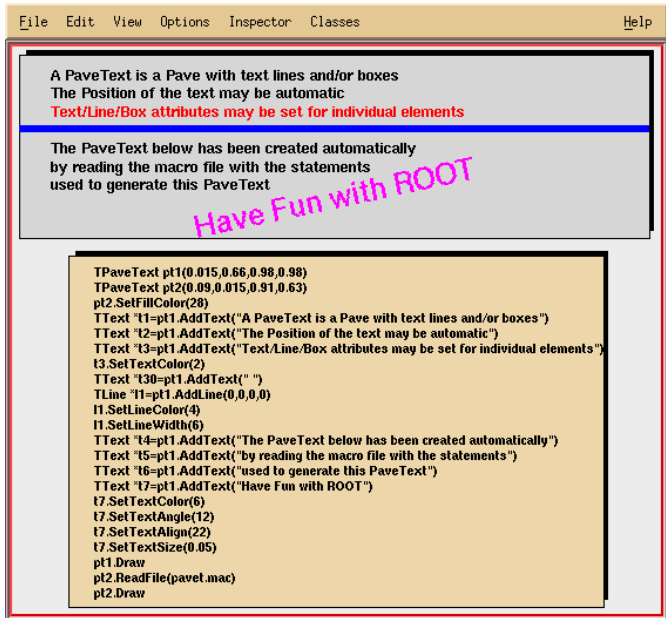 File Edit View Options Inspector Classes Help
A PaveText is a Pave with text lines and/or boxes
The Position of the text may be automatic
Text/Line/Box attributes may be set for individual elements
The PaveText below has been created automatically
by reading the macro file with the statements
used to generate this PaveText
Have Fun with ROOT
TPaveText pt1(0.015,0.66,0.98,0.98)
TPaveText pt2(0.09,0.015,0.91,0.63)
pt2.SetFillColor(28)
TText *t1=pt1.AddText("A PaveText is a Pave with text lines and/or boxes")
TText *t2=pt1.AddText("The Position of the text may be automatic")
TText *t3=pt1.AddText("Text/Line/Box attributes may be set for individual elements")
t3.SetTextColor(2)
TText *t30=pt1.AddText(" ")
TLine *l1=pt1.AddLine(0,0,0,0)
l1.SetLineColor(4)
l1.SetLineWidth(6)
TText *t4=pt1.AddText("The PaveText below has been created automatically")
TText *t5=pt1.AddText("by reading the macro file with the statements")
TText *t6=pt1.AddText("used to generate this PaveText")
TText *t7=pt1.AddText("Have Fun with ROOT")
t7.SetTextColor(6)
t7.SetTextAngle(12)
t7.SetTextAlign(22)
t7.SetTextSize(0.05)
pt1.Draw
pt2.ReadFile(pavet.mac)
pt2.Draw